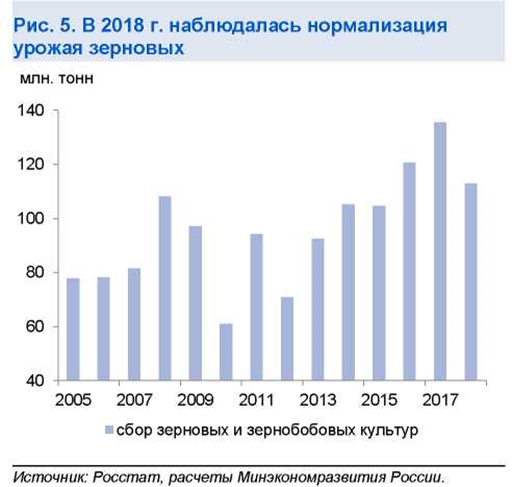 Рис. 5. В 2018 г. наблюдалась нормализация
урожая зерновых
млн. тонн
140
120
100
80
60
40
2005 2007 2009 2011 2013 2015 2017
сбор зерновых и зернобобовых культур
Источник: Росстат, расчеты Минэкономразвития России.